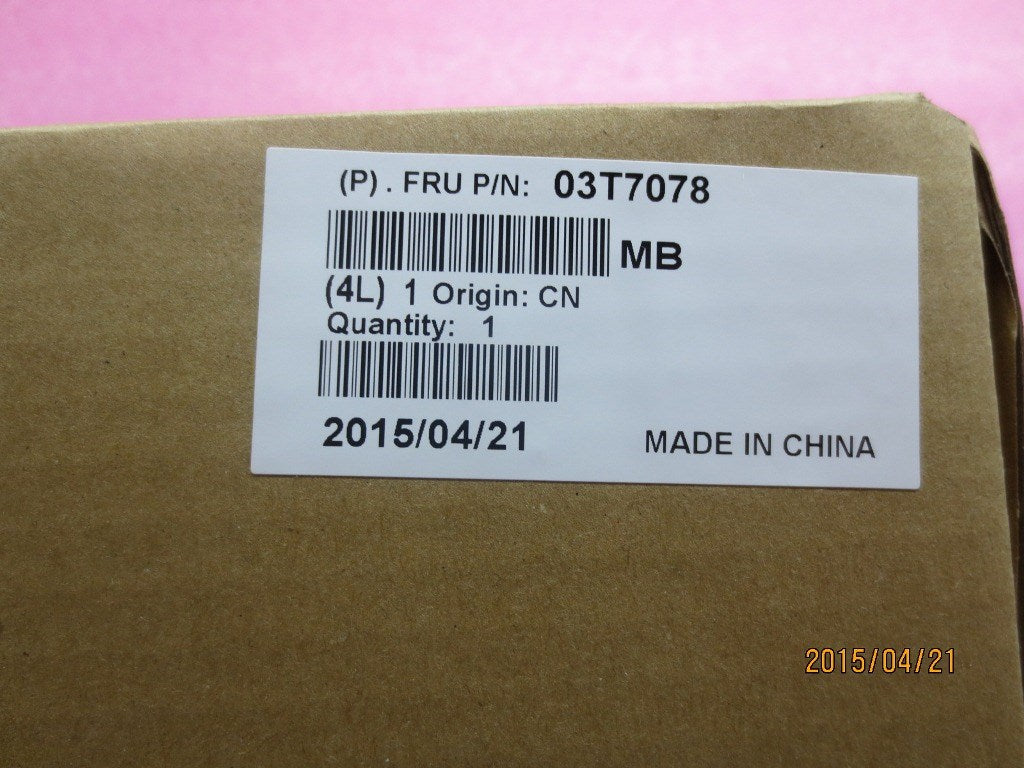 (P) . FRU P/N: 03T7078
MB
(4L) 1 Origin: CN
Quantity: 1
2015/04/21
MADE IN CHINA
2015/04/21